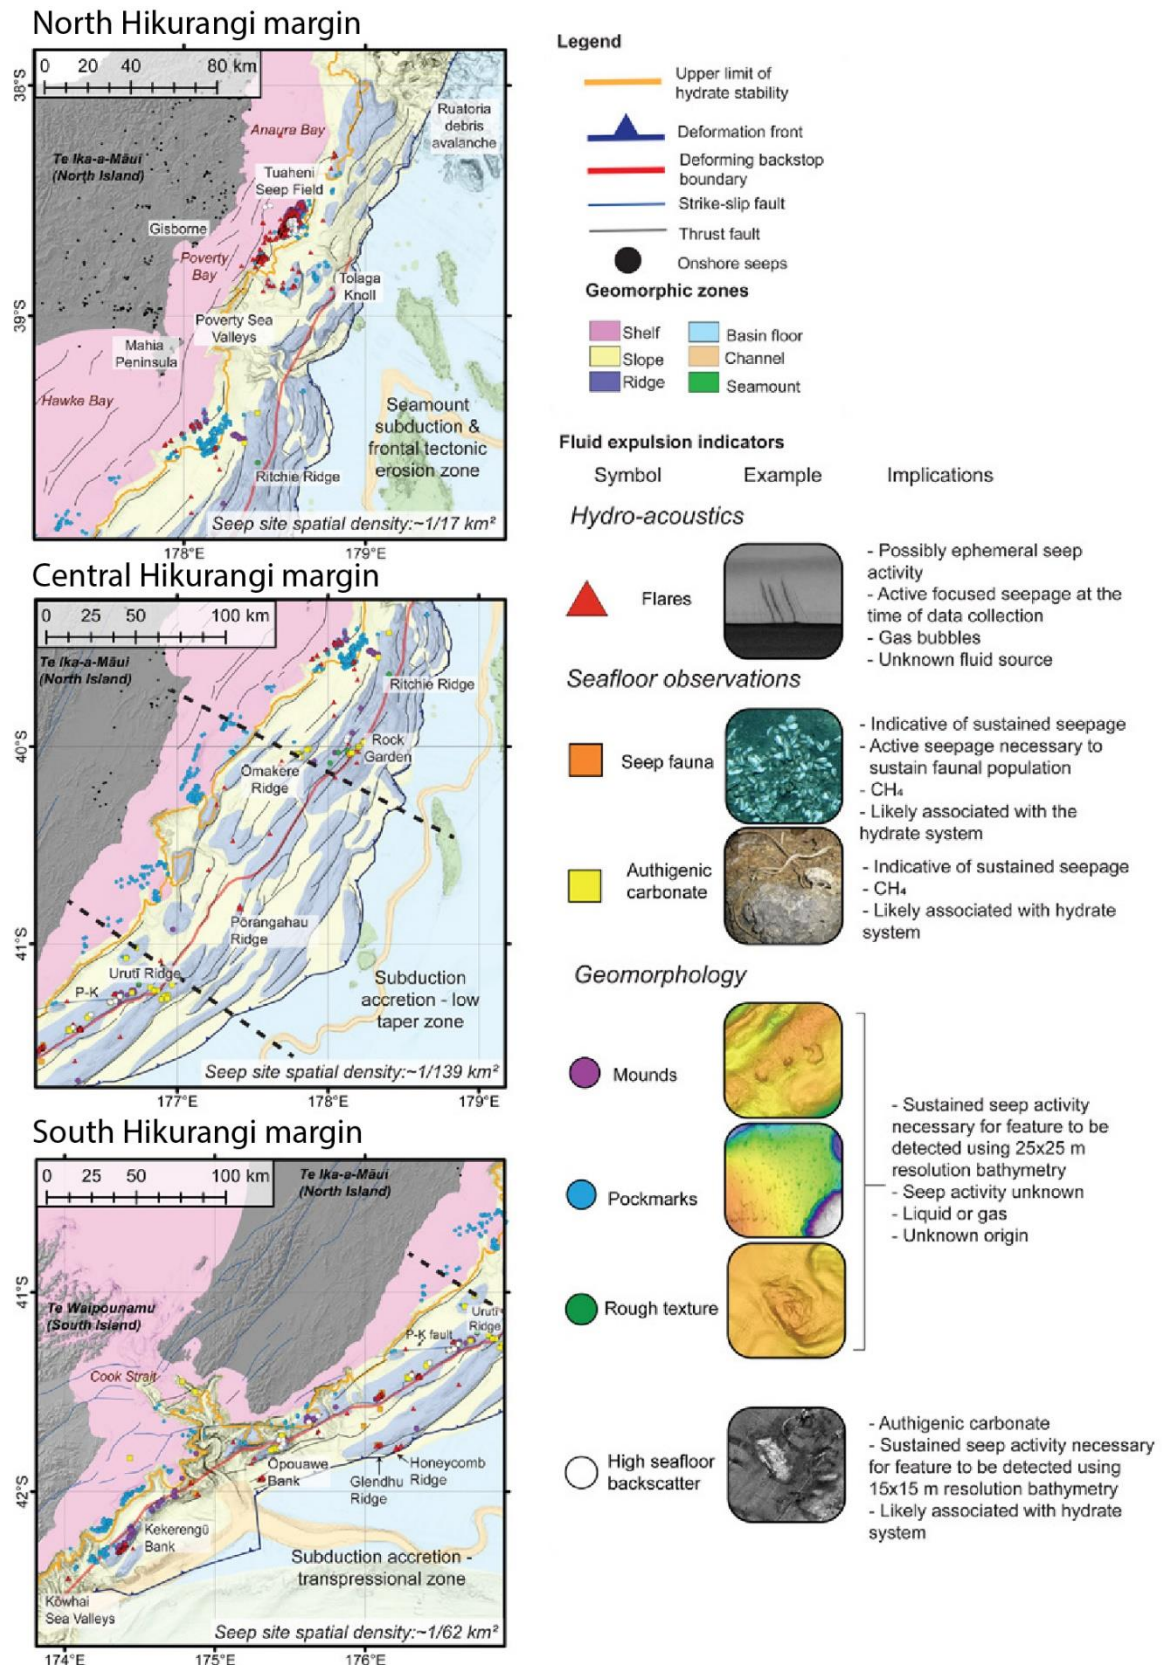 North Hikurangi margin
0 20 40 80 km
38°S
39°S
Anaura Bay
Ruatoria
debris
avalanche
Te Ika-a-Māui
(North Island)
Tuaheni
Seep Field
Gisborne
Poverty
Bay
Tolaga
Knoll
Poverty Sea
Valleys
Mahia
Peninsula
Hawke Bay
Seamount
subduction &
frontal tectonic
erosion zone
Ritchie Ridge
Seep site spatial density:~1/17 km²
178°E 179°E
Central Hikurangi margin
0 25 50 100 km
Te Ika-a-Māui
(North Island)
Ritchie Ridge
40°S
Rock
Garden
Ōmakere
Ridge
Pōrangahau
Ridge
41°S
Urutī Ridge
P-K
Subduction
accretion - low
taper zone
Seep site spatial density:~1/139 km²
177°E 178°E 179°E
South Hikurangi margin
0 25 50 100 km
Te Ika-a-Māui
(North Island)
41°S
Te Waipounamu
(South Island)
Urutī
Ridge
P-K fault
Cook Strait
Ōpouawe
Bank
Honeycomb
Ridge
Glendhu
Ridge
42°S
Kekerengū
Bank
Subduction accretion -
transpressional zone
Kōwhai
Sea Valleys
Seep site spatial density:~1/62 km²
174°E 175°E 176°E
Legend
Upper limit of
hydrate stability
Deformation front
Deforming backstop
boundary
Strike-slip fault
Thrust fault
Onshore seeps
Geomorphic zones
Shelf
Basin floor
Slope
Channel
Ridge
Seamount
Fluid expulsion indicators
Symbol Example Implications
Hydro-acoustics
Flares
- Possibly ephemeral seep
activity
- Active focused seepage at the
time of data collection
- Gas bubbles
- Unknown fluid source
Seafloor observations
Seep fauna
- Indicative of sustained seepage
- Active seepage necessary to
sustain faunal population
- CH₄
- Likely associated with the
hydrate system
Authigenic
carbonate
- Indicative of sustained seepage
- CH₄
- Likely associated with hydrate
system
Geomorphology
Mounds
Pockmarks
Rough texture
- Sustained seep activity
necessary for feature to be
detected using 25x25 m
resolution bathymetry
- Seep activity unknown
- Liquid or gas
- Unknown origin
High seafloor
backscatter
- Authigenic carbonate
- Sustained seep activity necessary
for feature to be detected using
15x15 m resolution bathymetry
- Likely associated with hydrate
system